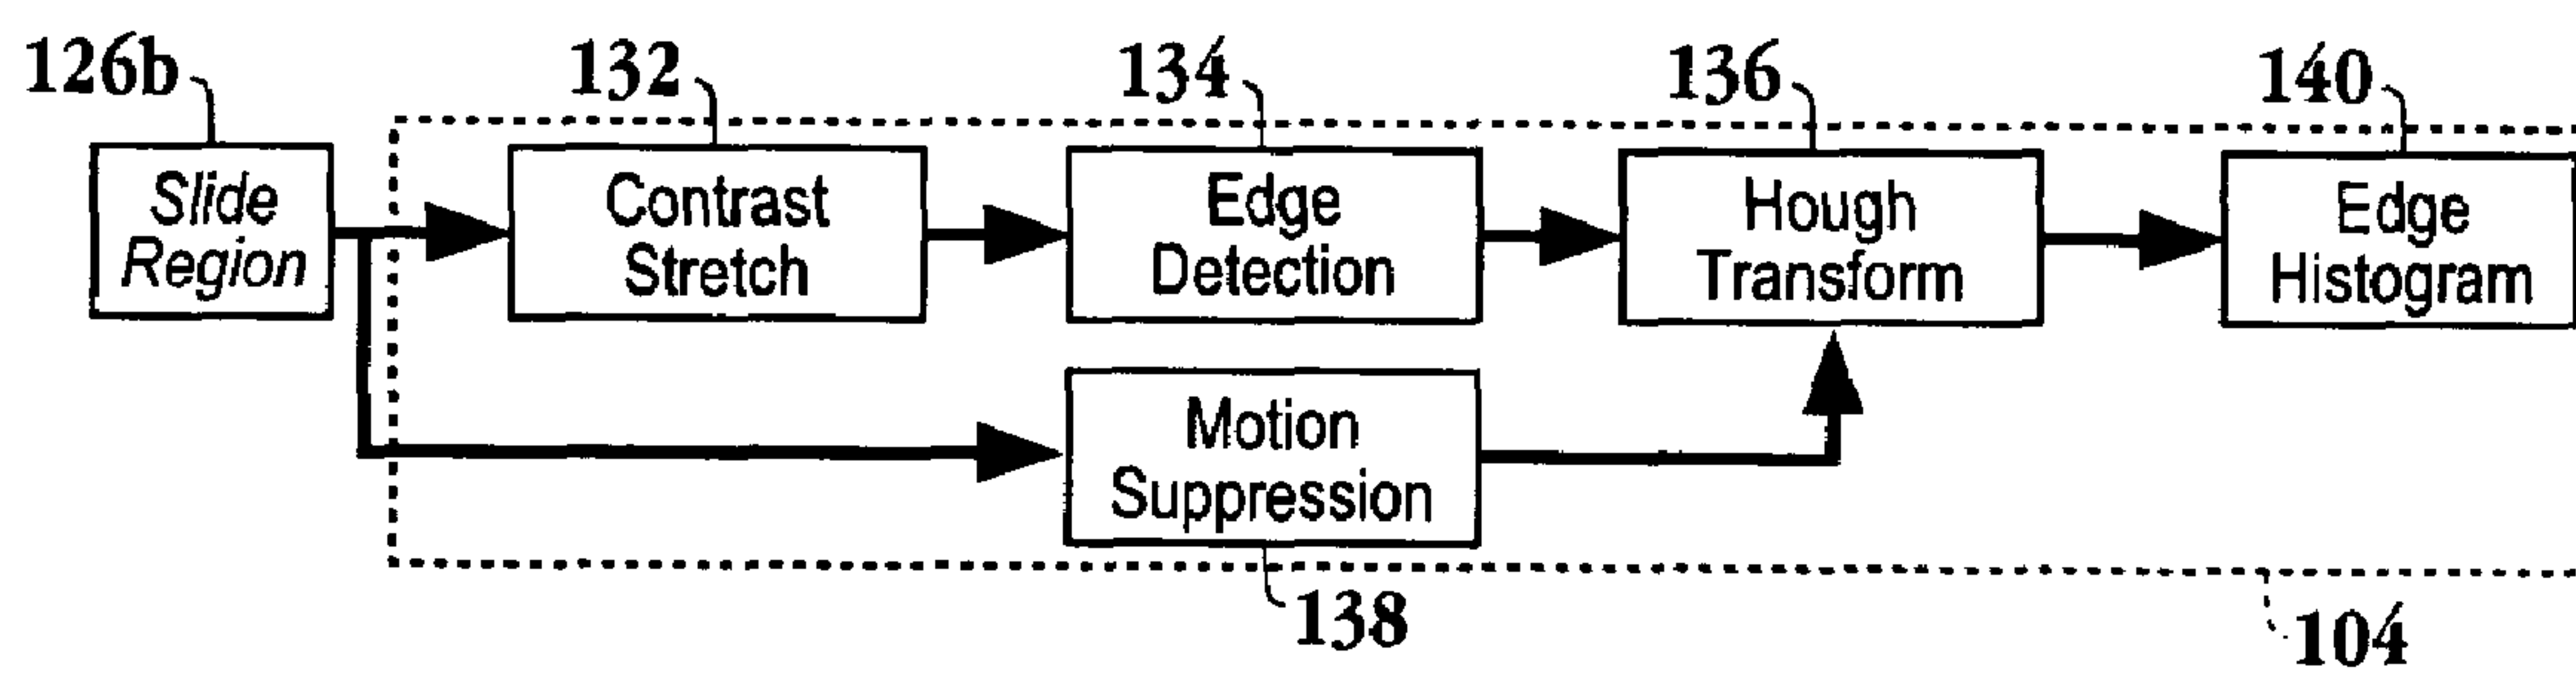 126b
132
134
136
140
Slide
Region
Contrast
Stretch
Edge
Detection
Hough
Transform
Edge
Histogram
Motion
Suppression
138
104